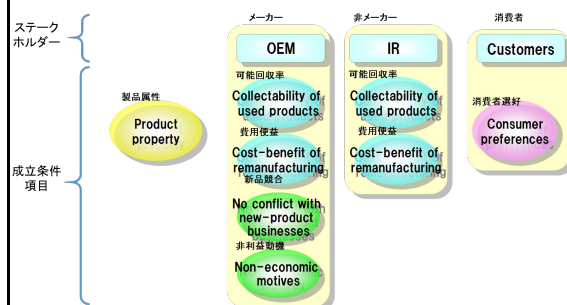 ステーク
ホルダー
メーカー
OEM
非メーカー
IR
消費者
Customers
成立条件
項目
製品属性
Product
property
可能回収率
Collectability of
used products
費用便益
Cost-benefit of
remanufacturing
新品競合
No conflict with
new-product
businesses
非利益動機
Non-economic
motives
可能回収率
Collectability of
used products
費用便益
Cost-benefit of
remanufacturing
消費者選好
Consumer
preferences